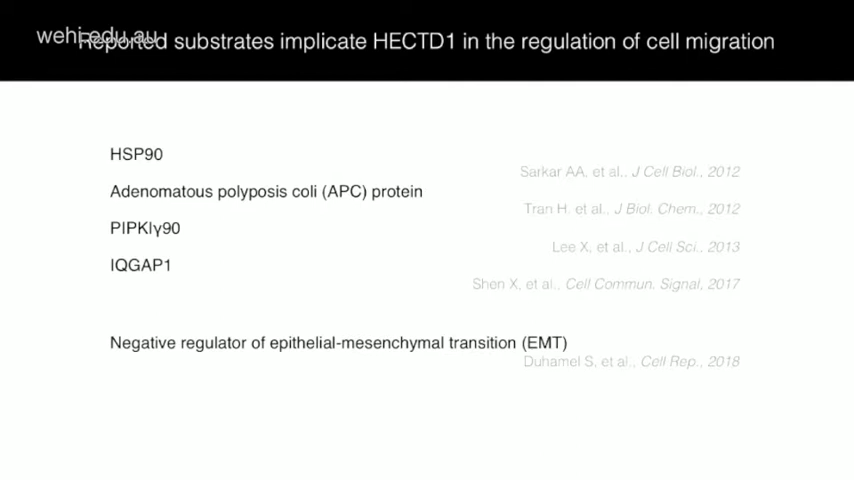 wehi.edu.au
Reported substrates implicate HECTD1 in the regulation of cell migration
HSP90
Sarkar AA. et al., J Cell Biol., 2012
Adenomatous polyposis coli (APC) protein
Tran H. et al., J Biol. Chem., 2012
PIPKIγ90
Lee X, et al., J Cell Sci., 2013
IQGAP1
Shen X, et al., Cell Commun. Signal, 2017
Negative regulator of epithelial-mesenchymal transition (EMT)
Duhamel S, et al., Cell Rep., 2018